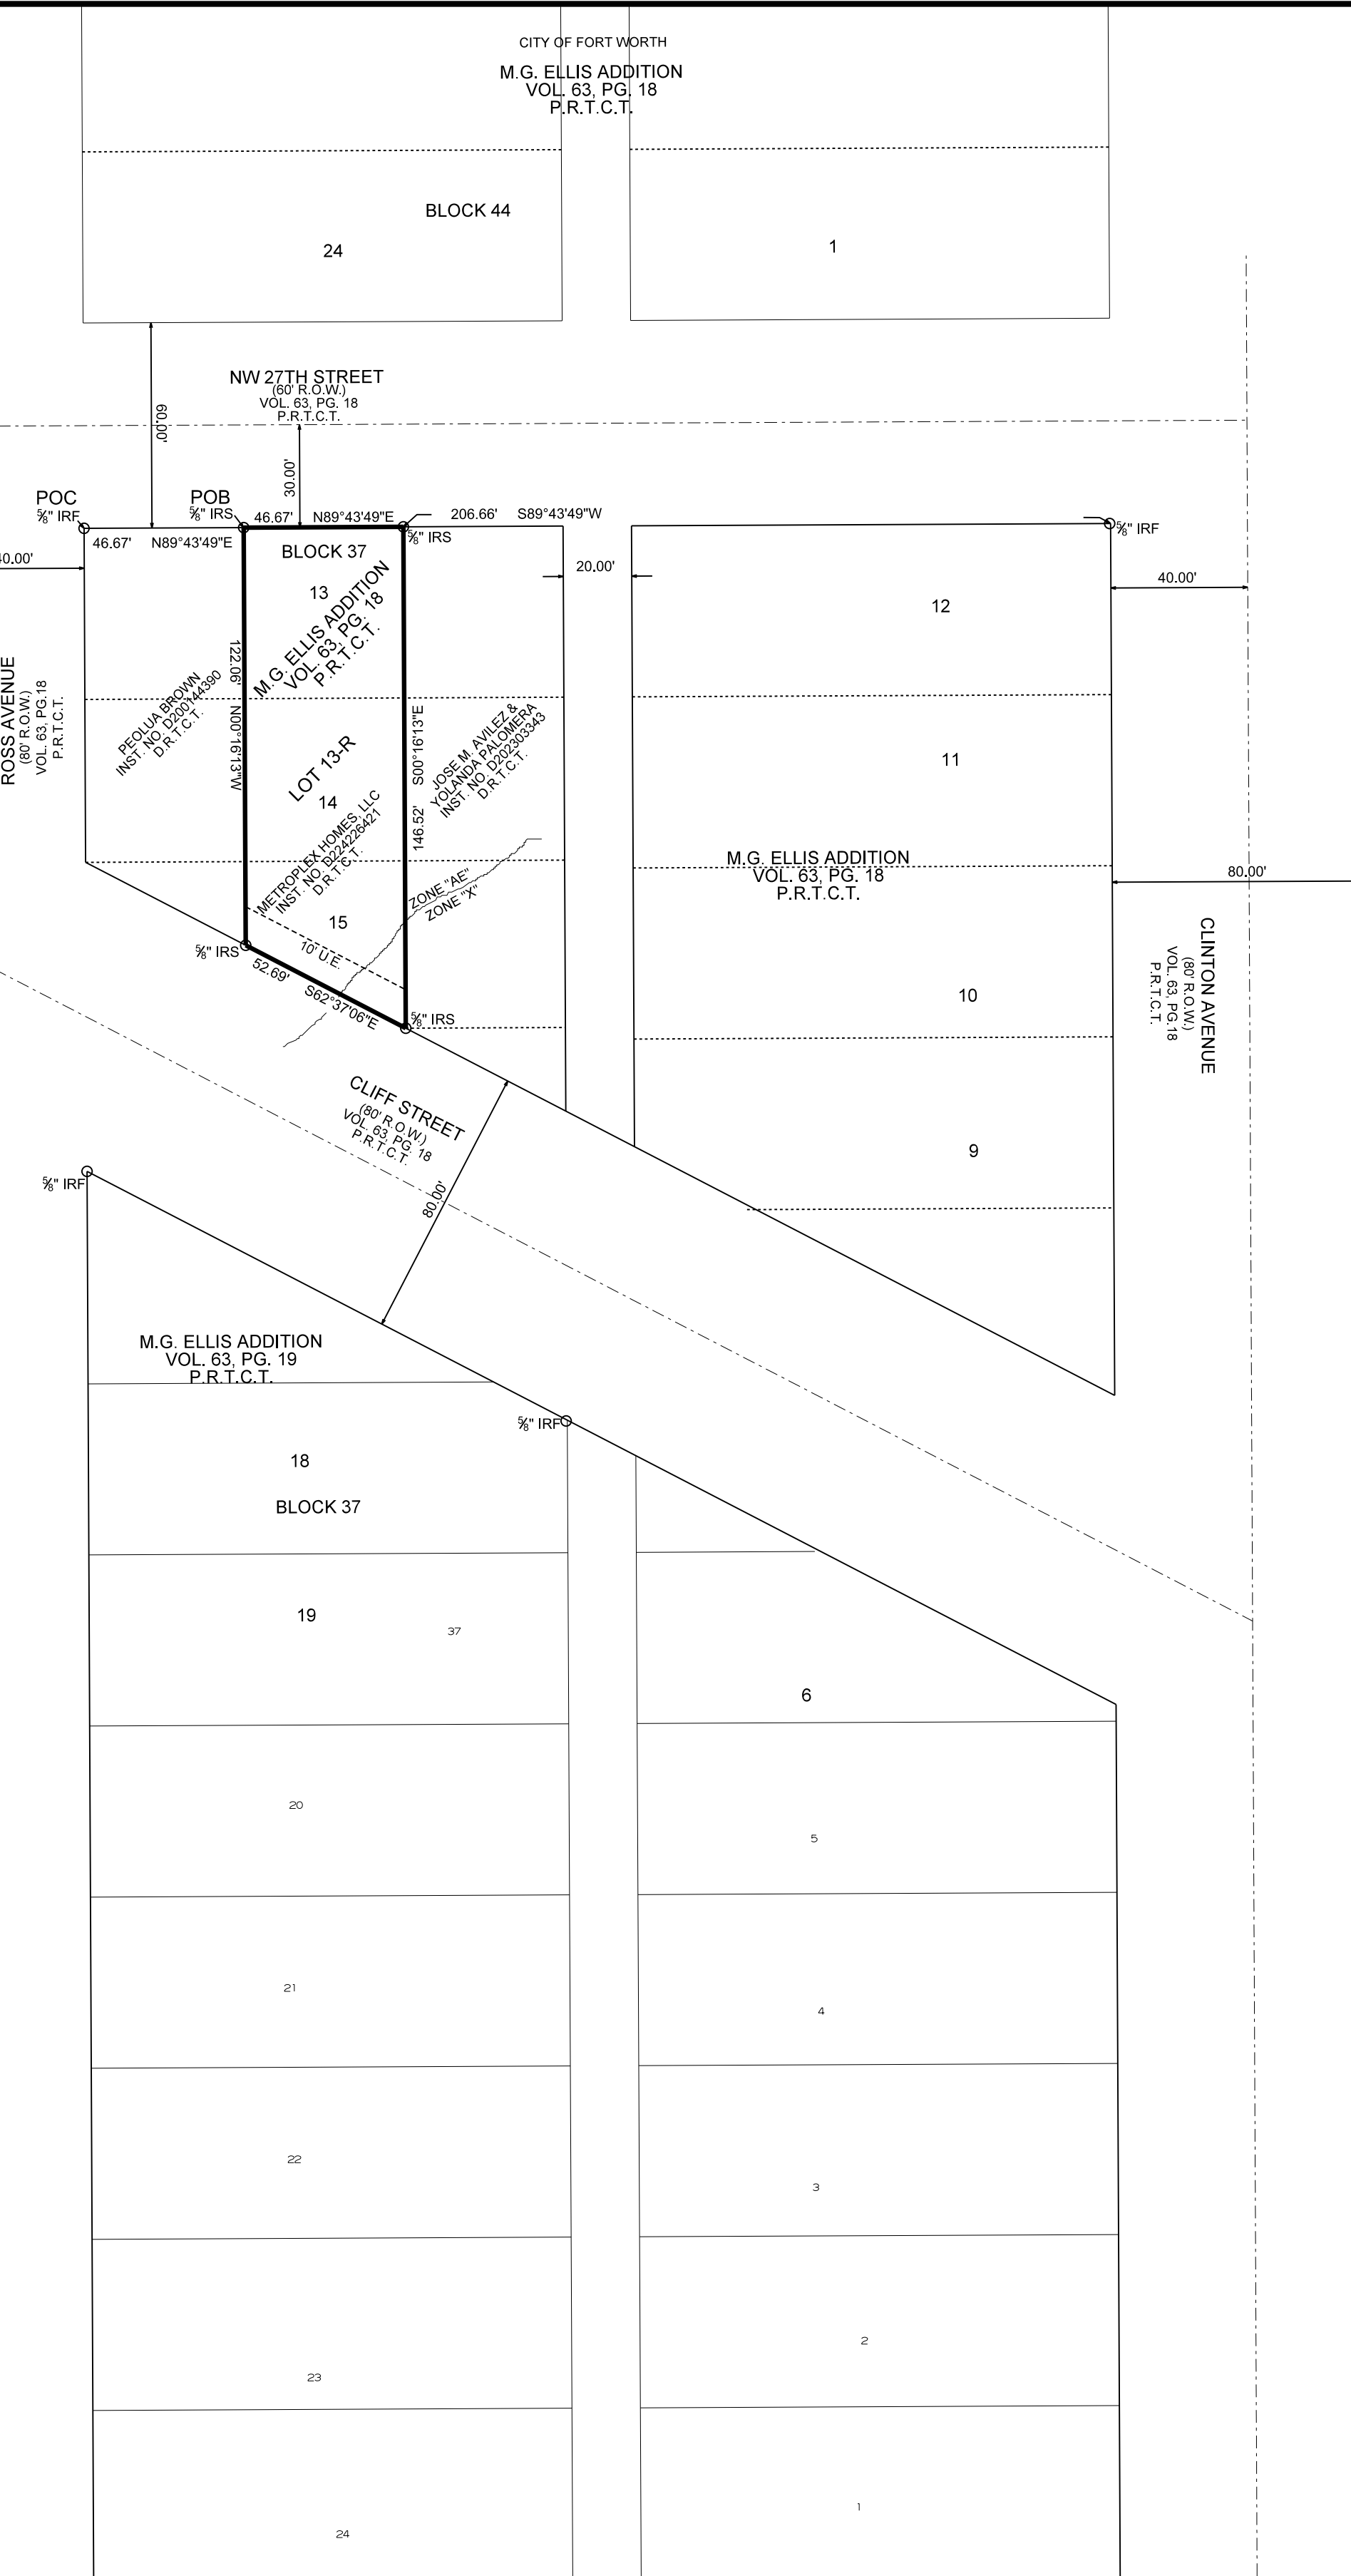 CITY OF FORT WORTH
M.G. ELLIS ADDITION
VOL. 63, PG. 18
P.R.T.C.T.
BLOCK 44
24
1
NW 27TH STREET
(60' R.O.W.)
VOL. 63, PG. 18
P.R.T.C.T.
60.00'
30.00'
POC
⅝" IRF
POB
⅝" IRS
46.67' N89°43'49"E
206.66' S89°43'49"W
⅝" IRS
⅝" IRF
46.67' N89°43'49"E
BLOCK 37
40.00'
20.00'
40.00'
13
M.G. ELLIS ADDITION
VOL. 63, PG. 18
P.R.T.C.T.
12
122.06' N00°16'13"W
ROSS AVENUE
(80' R.O.W.)
VOL. 63, PG.18
P.R.T.C.T.
PEOLUA BROWN
INST. NO. D200144390
D.R.T.C.T.
LOT 13-R
14
METROPLEX HOMES, LLC
INST. NO. D224226421
D.R.T.C.T.
146.52' S00°16'13"E
JOSE M. AVILEZ &
YOLANDA PALOMERA
INST. NO. D202303343
D.R.T.C.T.
11
M.G. ELLIS ADDITION
VOL. 63, PG. 18
P.R.T.C.T.
80.00'
ZONE "AE"
ZONE "X"
15
10' U.E.
⅝" IRS
52.69' S62°37'06"E
⅝" IRS
10
CLINTON AVENUE
(80' R.O.W.)
VOL. 63, PG.18
P.R.T.C.T.
CLIFF STREET
(80' R.O.W.)
VOL. 63, PG. 18
P.R.T.C.T.
80.00'
9
⅝" IRF
M.G. ELLIS ADDITION
VOL. 63, PG. 19
P.R.T.C.T.
⅝" IRF
18
BLOCK 37
19
37
6
20
5
21
4
22
3
23
2
24
1